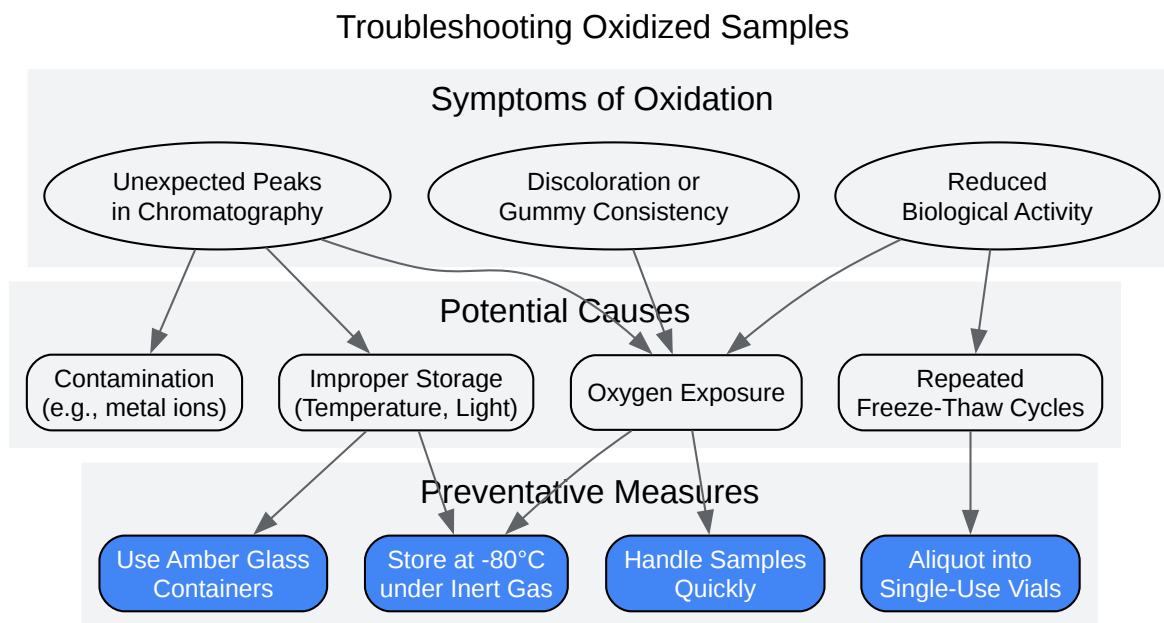 Troubleshooting Oxidized Samples
Symptoms of Oxidation
Unexpected Peaks
in Chromatography
Discoloration or
Gummy Consistency
Reduced
Biological Activity
Potential Causes
Contamination
(e.g., metal ions)
Improper Storage
(Temperature, Light)
Oxygen Exposure
Repeated
Freeze-Thaw Cycles
Preventative Measures
Use Amber Glass
Containers
Store at -80°C
under Inert Gas
Handle Samples
Quickly
Aliquot into
Single-Use Vials